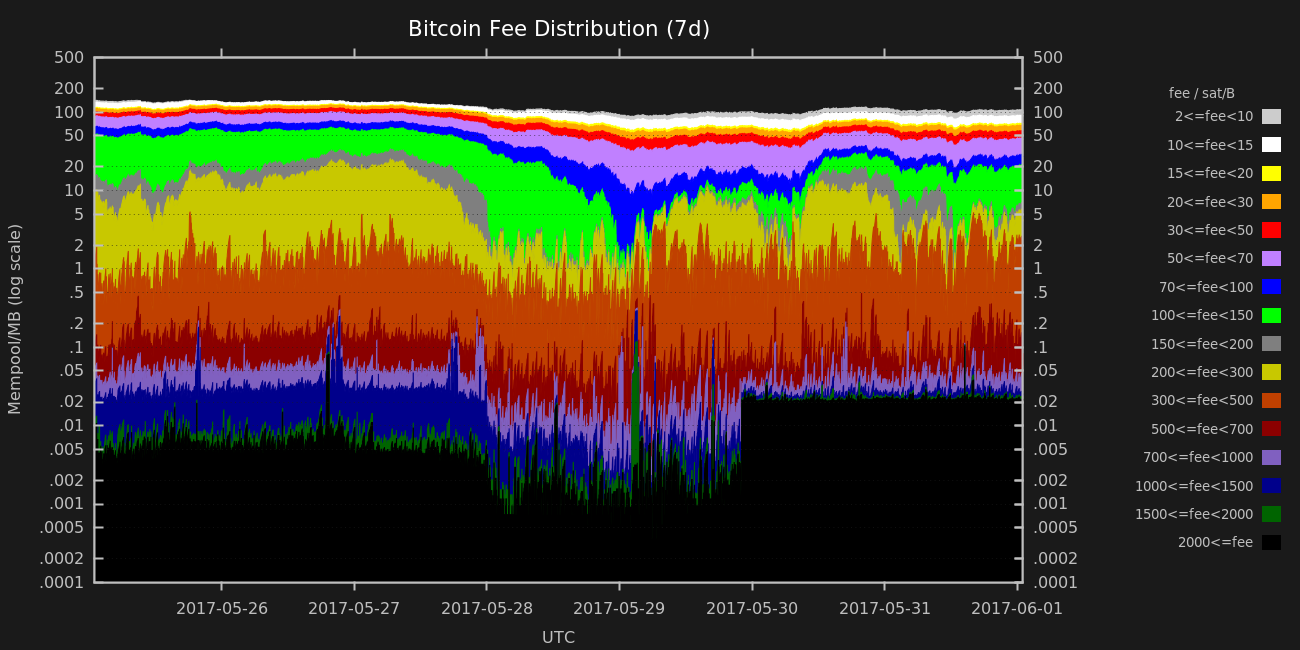 Bitcoin Fee Distribution (7d)
500
200
100
50
20
10
5
2
1
.5
.2
.1
.05
.02
.01
.005
.002
.001
.0005
.0002
.0001
Mempool/MB (log scale)
500
200
100
50
20
10
5
2
1
.5
.2
.1
.05
.02
.01
.005
.002
.001
.0005
.0002
.0001
2017-05-26 2017-05-27 2017-05-28 2017-05-29 2017-05-30 2017-05-31 2017-06-01
UTC
fee / sat/B
2<=fee<10
10<=fee<15
15<=fee<20
20<=fee<30
30<=fee<50
50<=fee<70
70<=fee<100
100<=fee<150
150<=fee<200
200<=fee<300
300<=fee<500
500<=fee<700
700<=fee<1000
1000<=fee<1500
1500<=fee<2000
2000<=fee